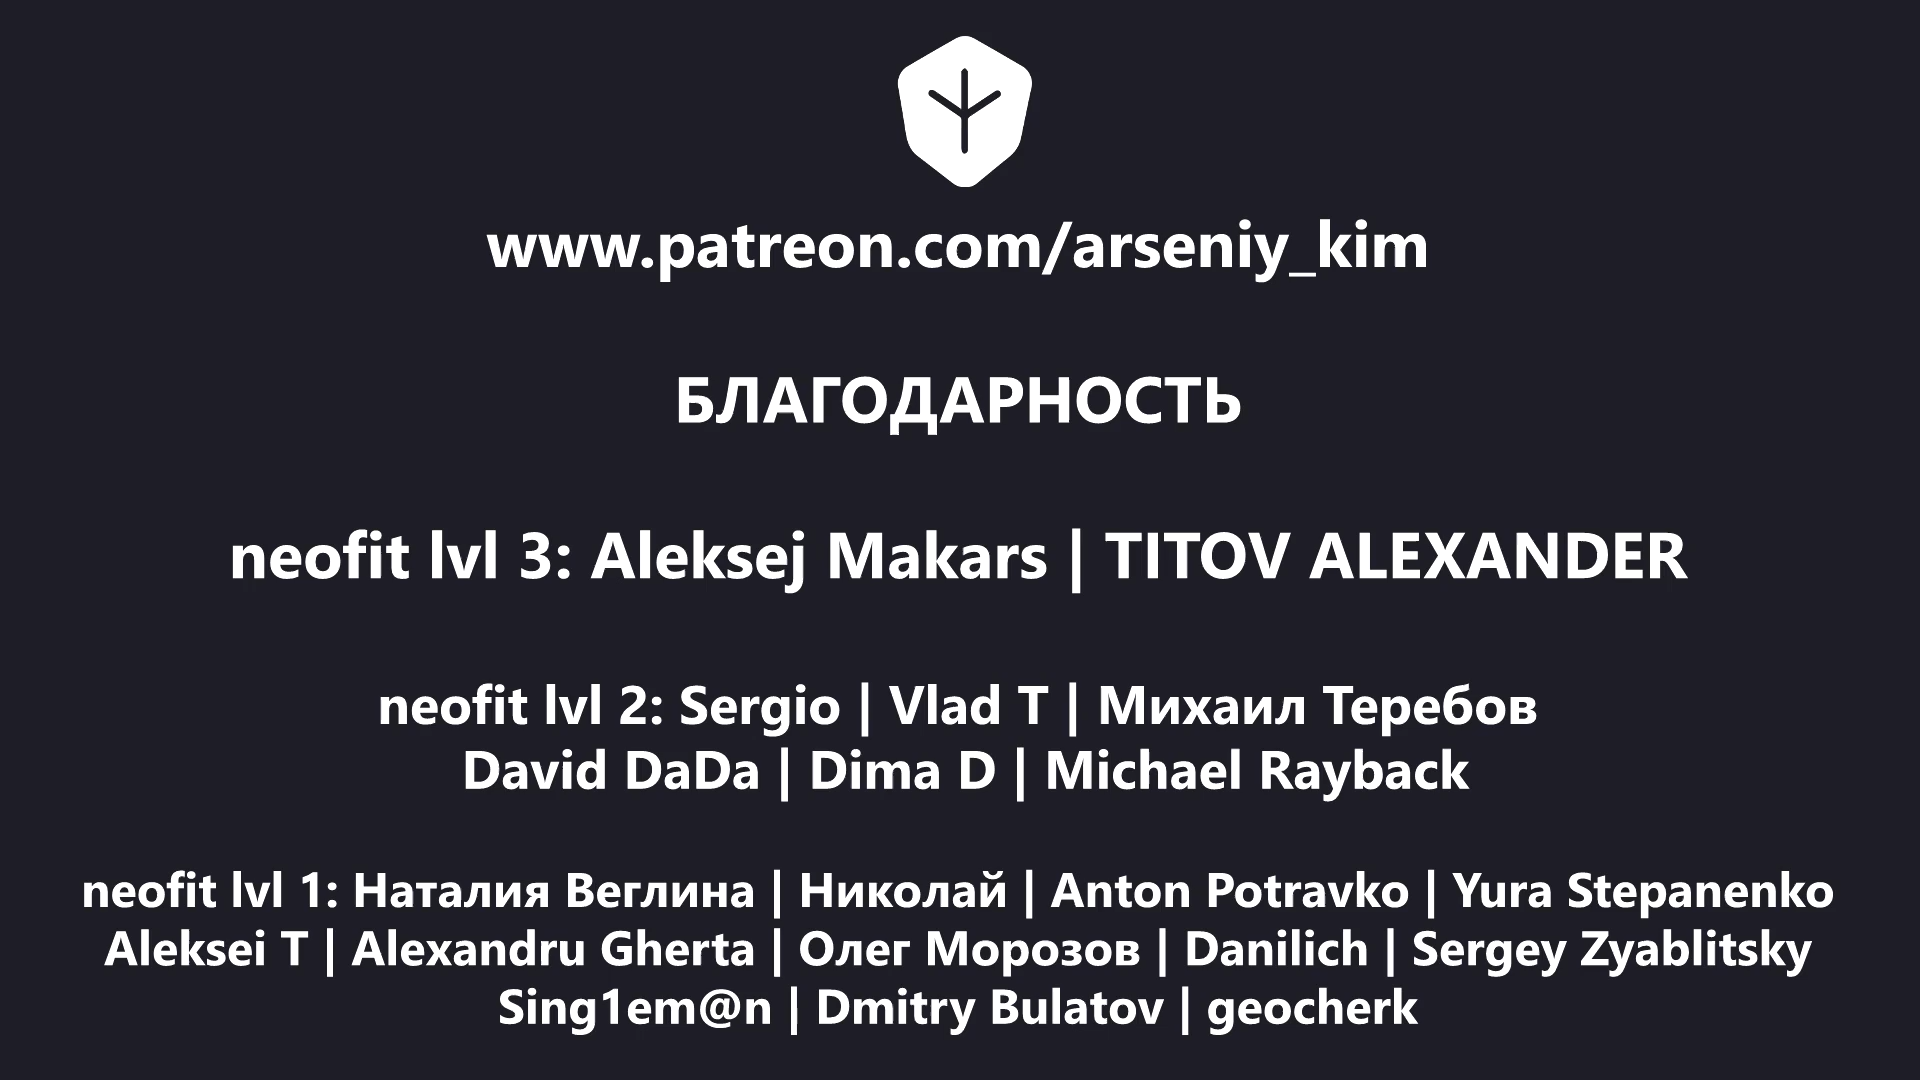 www.patreon.com/arseniy_kim
БЛАГОДАРНОСТЬ
neofit lvl 3: Aleksej Makars | TITOV ALEXANDER
neofit lvl 2: Sergio | Vlad T | Михаил Теребов
David DaDa | Dima D | Michael Rayback
neofit lvl 1: Наталия Веглина | Николай | Anton Potravko | Yura Stepanenko
Aleksei T | Alexandru Gherta | Олег Морозов | Danilich | Sergey Zyablitsky
Sing1em@n | Dmitry Bulatov | geocherk